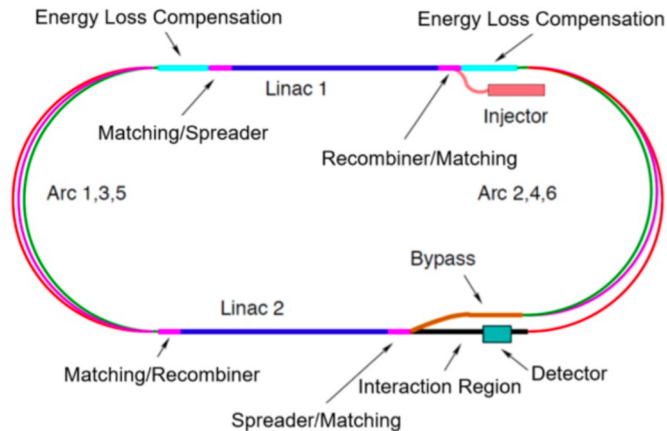 Energy Loss Compensation
Energy Loss Compensation
Linac 1
Injector
Matching/Spreader
Recombiner/Matching
Arc 1,3,5
Arc 2,4,6
Bypass
Linac 2
Matching/Recombiner
Interaction Region
Detector
Spreader/Matching